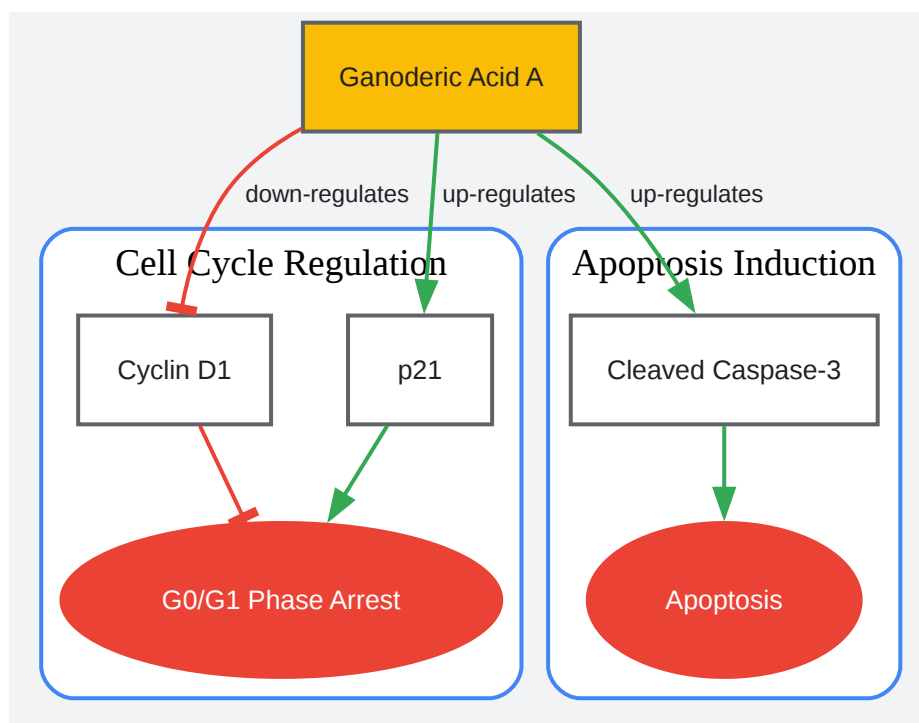 Ganoderic Acid A
down-regulates
up-regulates
up-regulates
Cell Cycle Regulation
Apoptosis Induction
Cyclin D1
p21
Cleaved Caspase-3
G0/G1 Phase Arrest
Apoptosis